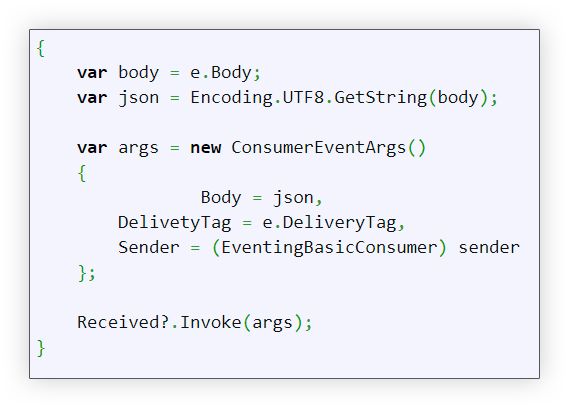 {
    var body = e.Body;
    var json = Encoding.UTF8.GetString(body);

    var args = new ConsumerEventArgs()
    {
                Body = json,
        DelivetyTag = e.DeliveryTag,
        Sender = (EventingBasicConsumer) sender
    };

    Received?.Invoke(args);
}